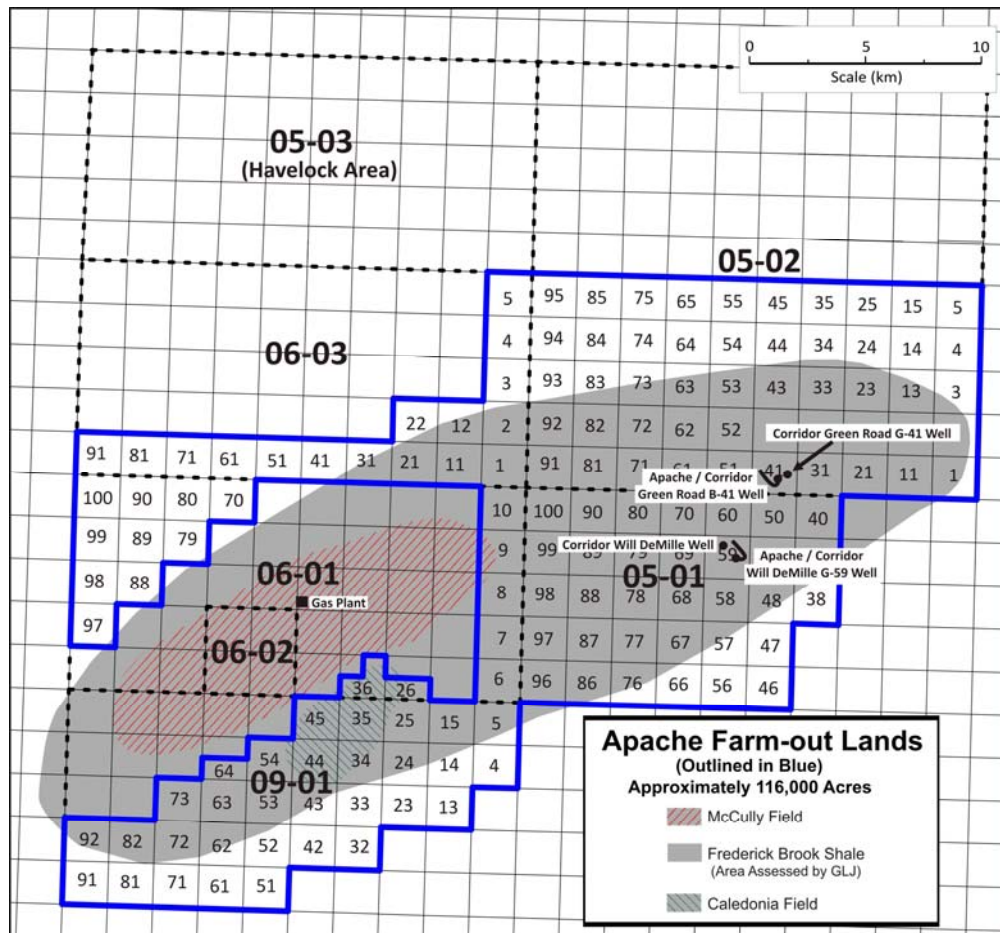 0 5 10
Scale (km)
05-03
(Havelock Area)
05-02
5 95 85 75 65 55 45 35 25 15 5
4 94 84 74 64 54 44 34 24 14 4
06-03
3 93 83 73 63 53 43 33 23 13 3
22 12 2 92 82 72 62 52
Corridor Green Road G-41 Well
91 81 71 61 51 41 31 21 11 1 91 81 71 61 51 41 31 21 11 1
Apache / Corridor
Green Road B-41 Well
100 90 80 70 10 100 90 80 70 60 50 40
99 89 79 9 99 89 79 69 59
Corridor Will DeMille Well
Apache / Corridor
Will DeMille G-59 Well
06-01
05-01
98 88 8 98 88 78 68 58 48 38
Gas Plant
97 7 97 87 77 67 57 47
06-02
36 26 6 96 86 76 66 56 46
45 35 25 15 5
64 54 44 34 24 14 4
09-01
73 63 53 43 33 23 13
92 82 72 62 52 42 32
91 81 71 61 51
Apache Farm-out Lands
(Outlined in Blue)
Approximately 116,000 Acres
McCully Field
Frederick Brook Shale
(Area Assessed by GLJ)
Caledonia Field